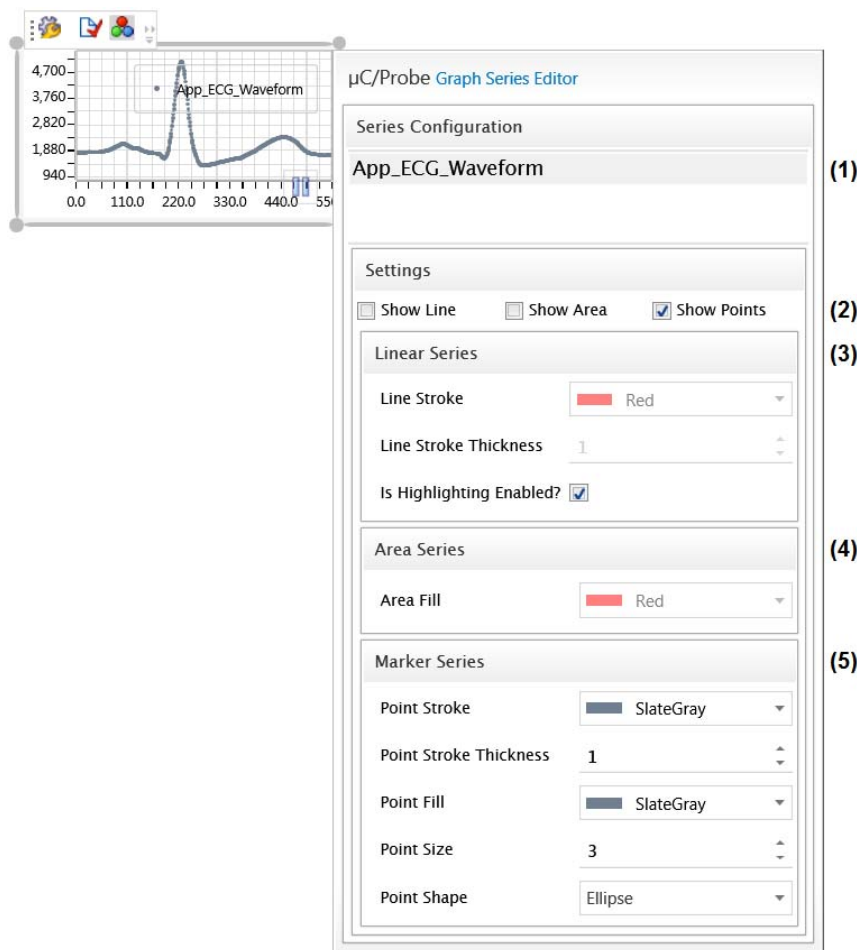 4,700
3,760
2,820
1,880
940
0.0 110.0 220.0 330.0 440.0 55
App_ECG_Waveform
µC/Probe Graph Series Editor
Series Configuration
App_ECG_Waveform (1)
Settings
Show Line Show Area Show Points (2)
Linear Series (3)
Line Stroke Red
Line Stroke Thickness 1
Is Highlighting Enabled?
Area Series (4)
Area Fill Red
Marker Series (5)
Point Stroke SlateGray
Point Stroke Thickness 1
Point Fill SlateGray
Point Size 3
Point Shape Ellipse